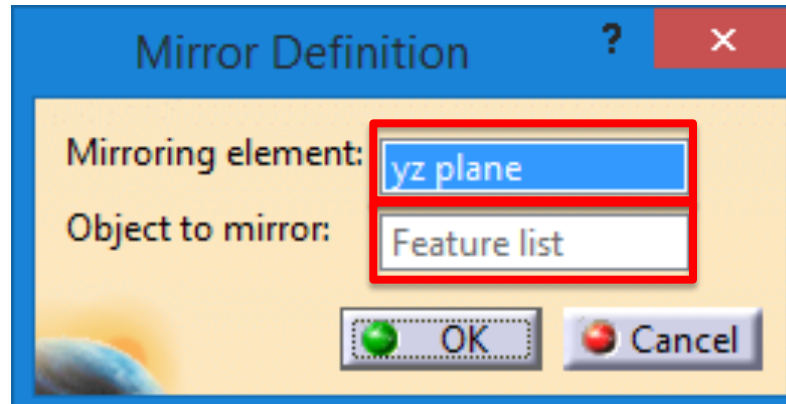 Mirror Definition ? ×
Mirroring element: yz plane
Object to mirror: Feature list
OK Cancel